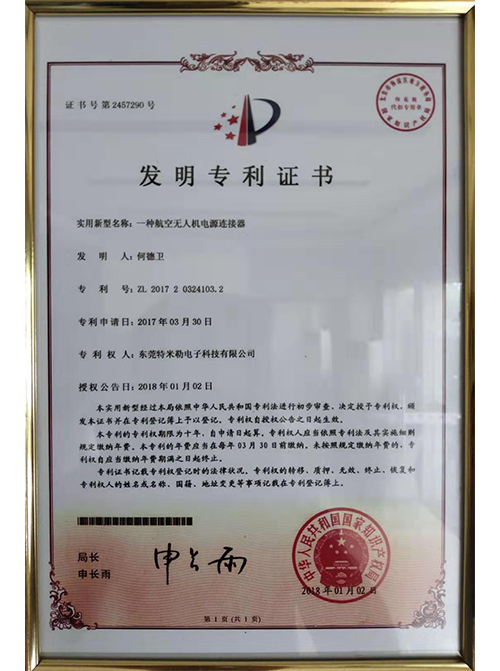 证书号第2457290号
发明专利证书
实用新型名称：一种航空无人机电源连接器
发明人：何德卫
专利号：ZL 2017 2 0324103.2
专利申请日：2017年03月30日
专利权人：东莞特米勒电子科技有限公司
授权公告日：2018年01月02日
本实用新型经过本局依照中华人民共和国专利法进行初步审查，决定授予专利权，颁
发本证书并在专利登记簿上予以登记。专利权自授权公告之日起生效。
本专利的专利权期限为十年，自申请日起算。专利权人应当依照专利法及其实施细则
规定缴纳年费。本专利的年费应当在每年03月30日前缴纳。未按照规定缴纳年费的，专利
权自应当缴纳年费期满之日起终止。
专利证书记载专利权登记时的法律状况。专利权的转移、质押、无效、终止、恢复和
专利权人的姓名或名称、国籍、地址变更等事项记载在专利登记簿上。
局长
申长雨
申长雨
中华人民共和国国家知识产权局
2018年01月02日
第1页（共1页）